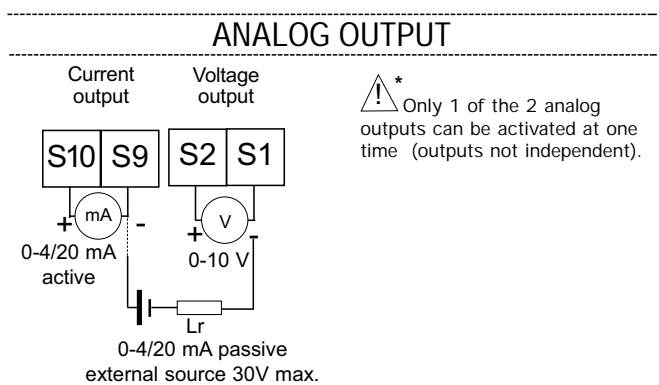 ANALOG OUTPUT
Current
output
Voltage
output
S10 S9
S2 S1
+ mA -
+ V -
0-4/20 mA
active
0-10 V
Lr
0-4/20 mA passive
external source 30V max.
! *
Only 1 of the 2 analog
outputs can be activated at one
time (outputs not independent).